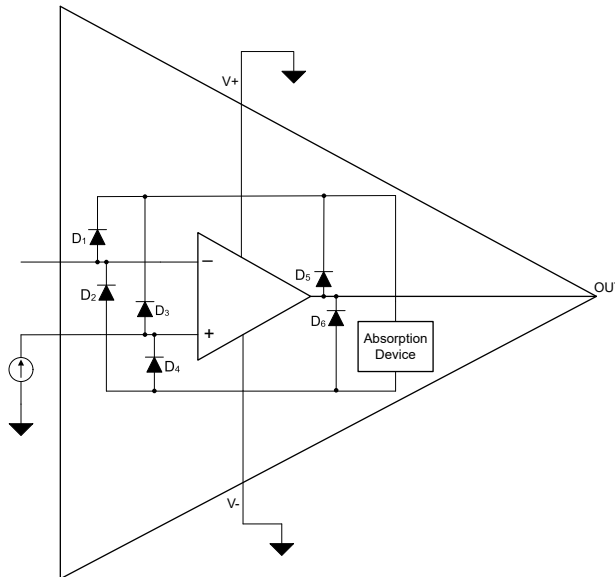 V+
D1
−
D2
D3
D5
OUT
+
D6
Absorption
Device
D4
V-